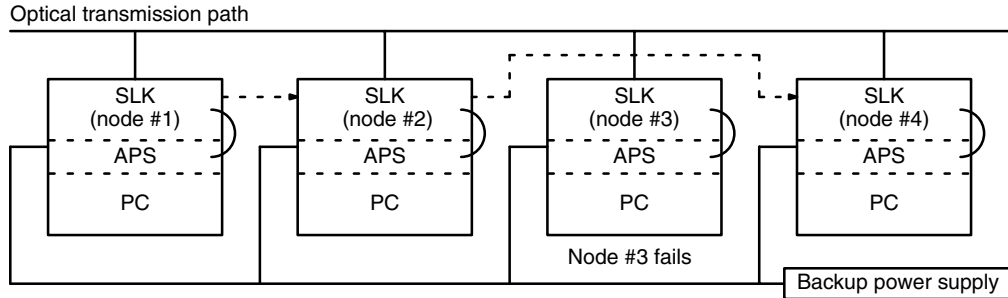 Optical transmission path
SLK
(node #1)
APS
PC
SLK
(node #2)
APS
PC
SLK
(node #3)
APS
PC
SLK
(node #4)
APS
PC
Node #3 fails
Backup power supply